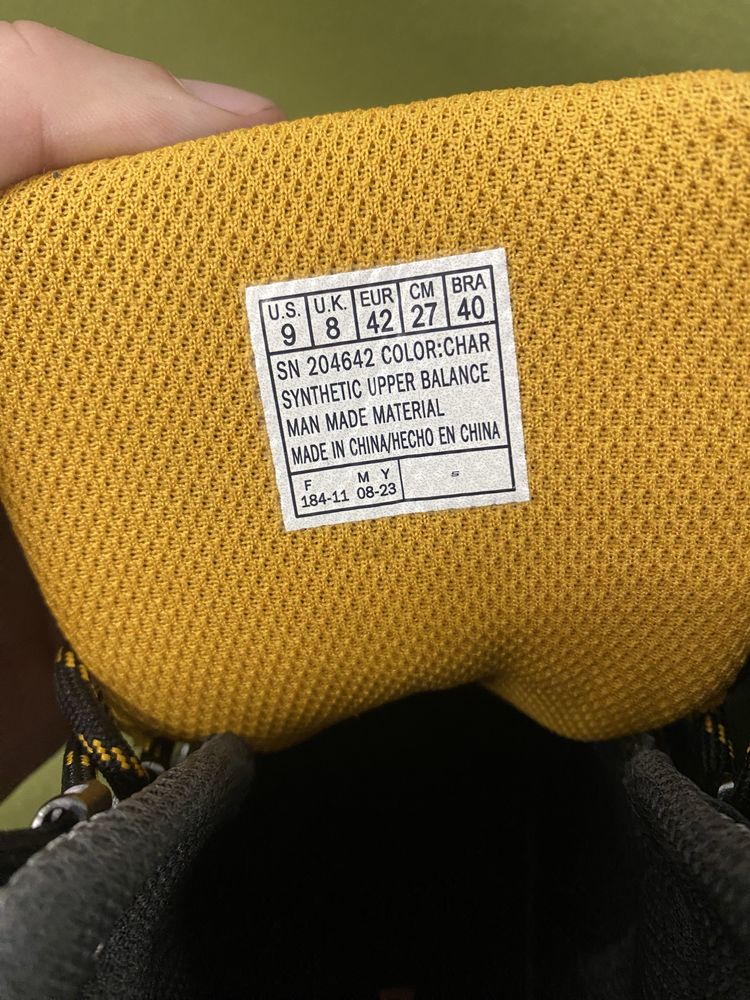 U.S. U.K. EUR CM BRA
9 8 42 27 40
SN 204642 COLOR:CHAR
SYNTHETIC UPPER BALANCE
MAN MADE MATERIAL
MADE IN CHINA/HECHO EN CHINA
F M Y
184-11 08-23